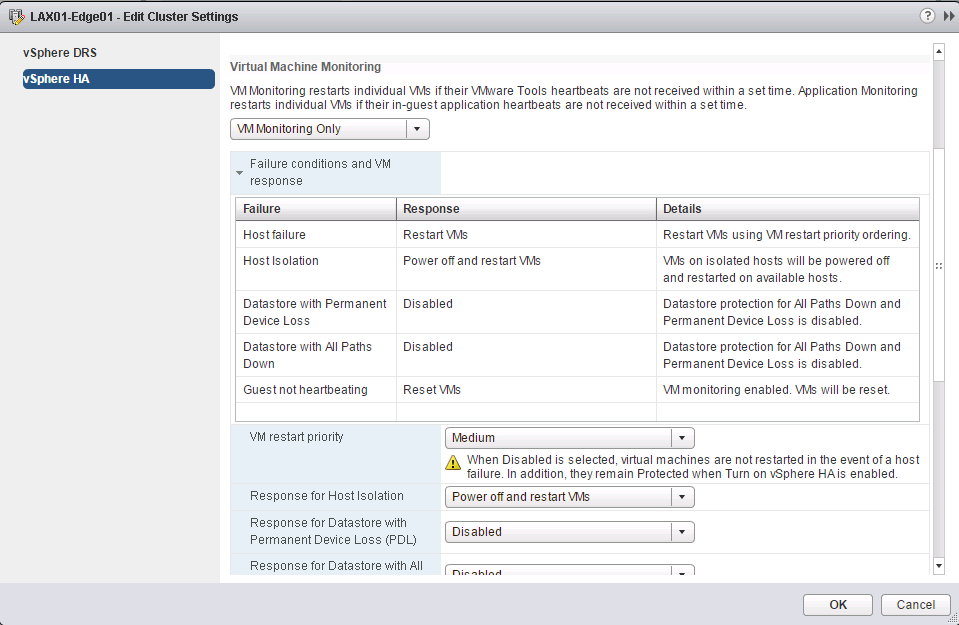 LAX01-Edge01 - Edit Cluster Settings
vSphere DRS
vSphere HA
Virtual Machine Monitoring
VM Monitoring restarts individual VMs if their VMware Tools heartbeats are not received within a set time. Application Monitoring
restarts individual VMs if their in-guest application heartbeats are not received within a set time.
VM Monitoring Only
Failure conditions and VM
response
Failure Response Details
Host failure Restart VMs Restart VMs using VM restart priority ordering.
Host Isolation Power off and restart VMs VMs on isolated hosts will be powered off
and restarted on available hosts.
Datastore with Permanent Disabled Datastore protection for All Paths Down and
Device Loss Permanent Device Loss is disabled.
Datastore with All Paths Disabled Datastore protection for All Paths Down and
Down Permanent Device Loss is disabled.
Guest not heartbeating Reset VMs VM monitoring enabled. VMs will be reset.
VM restart priority Medium
When Disabled is selected, virtual machines are not restarted in the event of a host
failure. In addition, they remain Protected when Turn on vSphere HA is enabled.
Response for Host Isolation Power off and restart VMs
Response for Datastore with
Permanent Device Loss (PDL) Disabled
Response for Datastore with All Disabled
OK Cancel